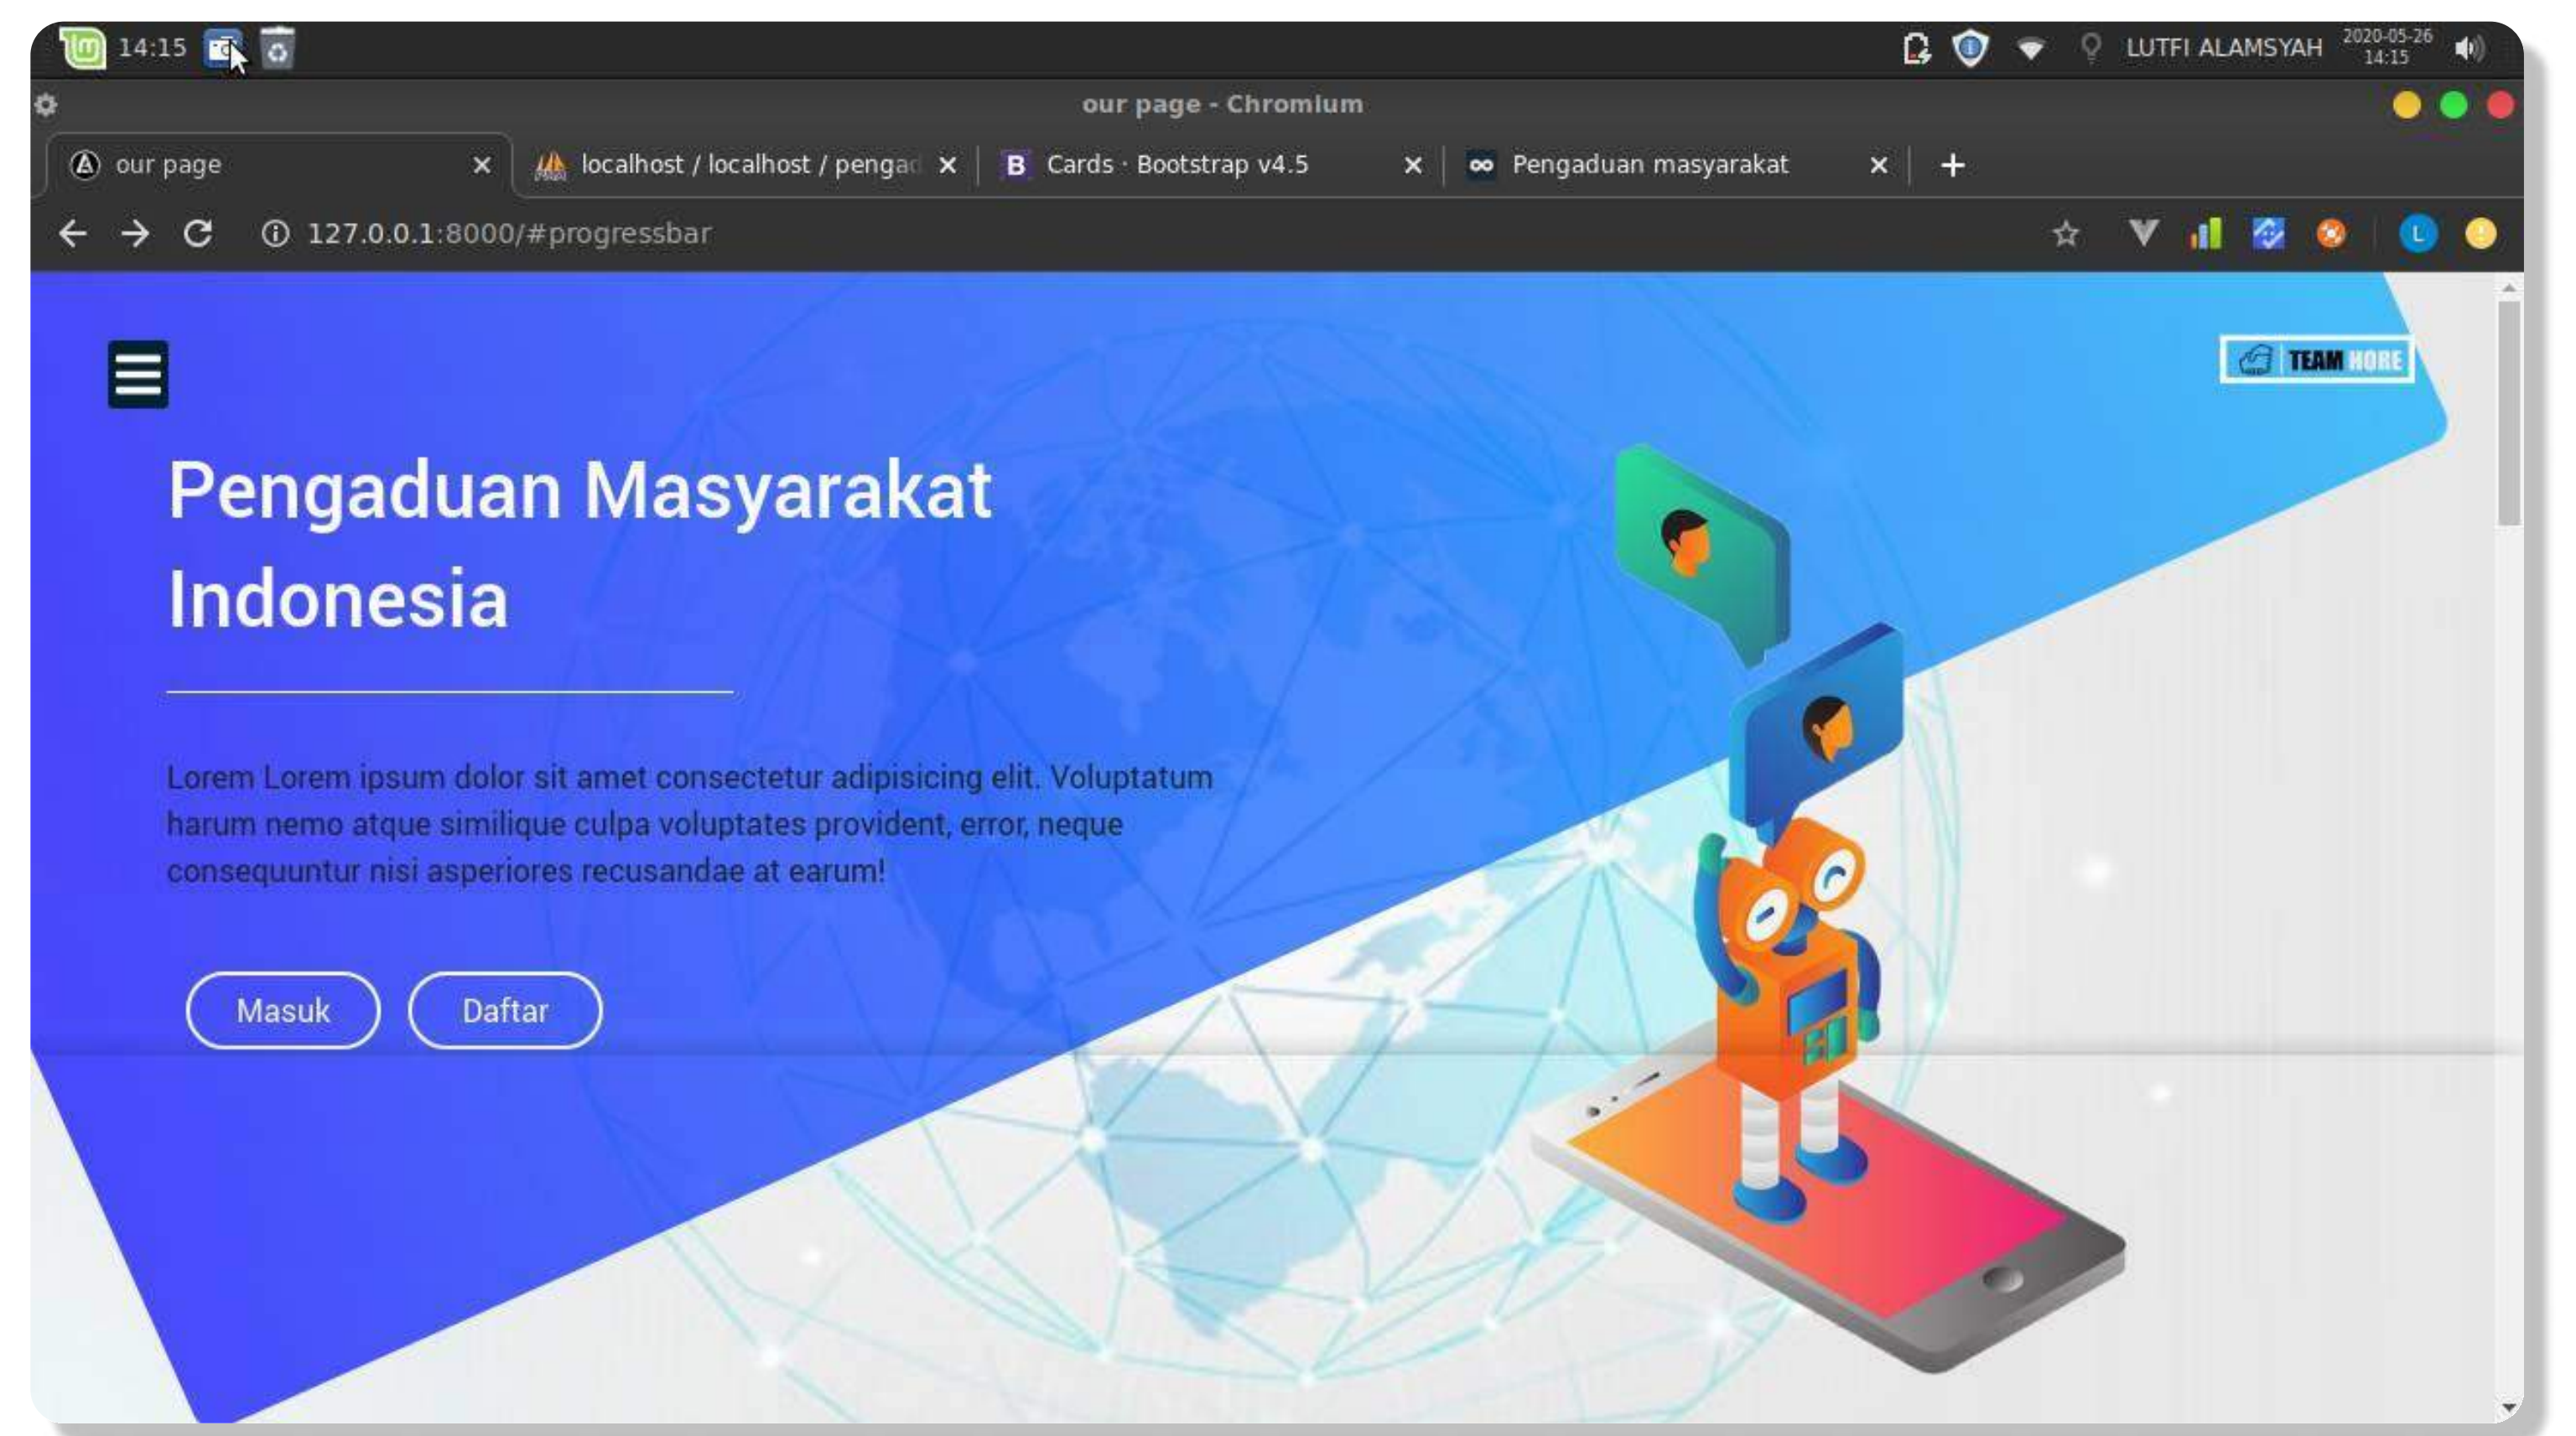 14:15
LUTFI ALAMSYAH
2020-05-26
14:15
our page - Chromium
our page
localhost / localhost / pengad
B Cards · Bootstrap v4.5
Pengaduan masyarakat
127.0.0.1:8000/#progressbar
L
TEAM HORE
Pengaduan Masyarakat
Indonesia
Lorem Lorem ipsum dolor sit amet consectetur adipisicing elit. Voluptatum
harum nemo atque similique culpa voluptates provident, error, neque
consequuntur nisi asperiores recusandae at earum!
Masuk Daftar